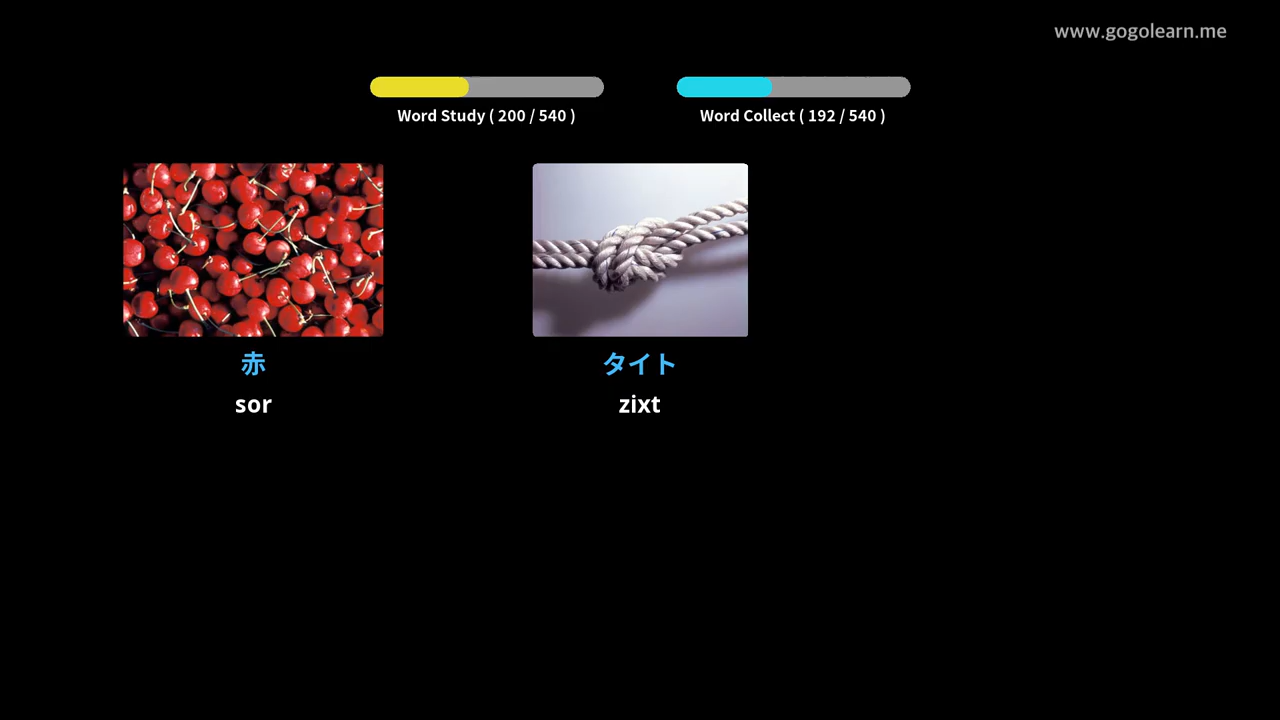 www.gogolearn.me
Word Study ( 200 / 540 )
Word Collect ( 192 / 540 )
赤
タイト
sor
zixt